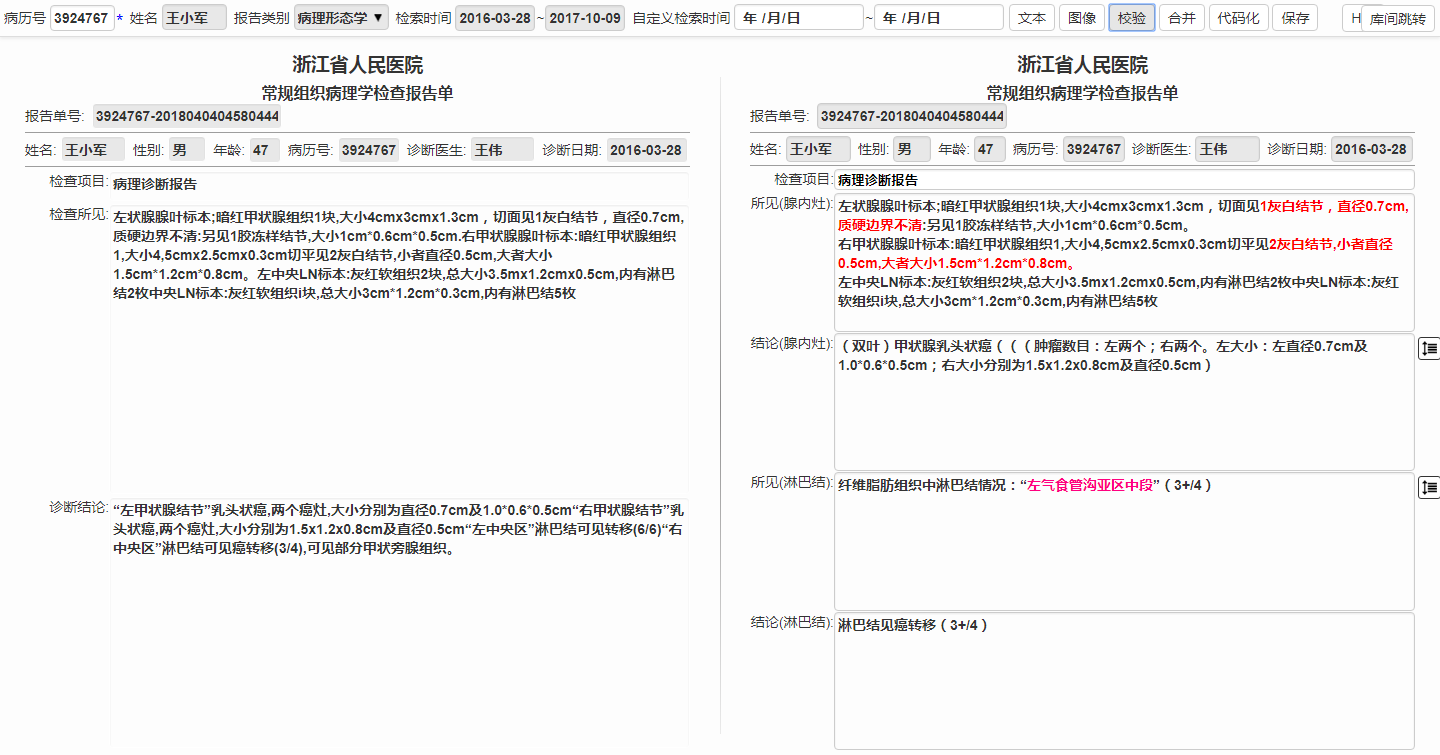 病历号 3924767 * 姓名 王小军 报告类别 病理形态学 ▼ 检索时间 2016-03-28 ~ 2017-10-09 自定义检索时间 年 /月/日 ~ 年 /月/日 文本 图像 校验 合并 代码化 保存 H 库间跳转
浙江省人民医院
常规组织病理学检查报告单
报告单号: 3924767-2018040404580444
姓名: 王小军 性别: 男 年龄: 47 病历号: 3924767 诊断医生: 王伟 诊断日期: 2016-03-28
检查项目: 病理诊断报告
检查所见: 左状腺腺叶标本;暗红甲状腺组织1块,大小4cmx3cmx1.3cm，切面见1灰白结节，直径0.7cm,
质硬边界不清:另见1胶冻样结节,大小1cm*0.6cm*0.5cm.右甲状腺腺叶标本:暗红甲状腺组织
1,大小4,5cmx2.5cmx0.3cm切平见2灰白结节,小者直径0.5cm,大者大小
1.5cm*1.2cm*0.8cm。左中央LN标本:灰红软组织2块,总大小3.5mx1.2cmx0.5cm,内有淋巴
结2枚中央LN标本:灰红软组织i块,总大小3cm*1.2cm*0.3cm,内有淋巴结5枚
诊断结论: “左甲状腺结节”乳头状癌,两个癌灶,大小分别为直径0.7cm及1.0*0.6*0.5cm“右甲状腺结节”乳
头状癌,两个癌灶,大小分别为1.5x1.2x0.8cm及直径0.5cm“左中央区”淋巴结可见转移(6/6)“右
中央区”淋巴结可见癌转移(3/4),可见部分甲状旁腺组织。
浙江省人民医院
常规组织病理学检查报告单
报告单号: 3924767-2018040404580444
姓名: 王小军 性别: 男 年龄: 47 病历号: 3924767 诊断医生: 王伟 诊断日期: 2016-03-28
检查项目: 病理诊断报告
所见(腺内灶): 左状腺腺叶标本;暗红甲状腺组织1块,大小4cmx3cmx1.3cm，切面见1灰白结节，直径0.7cm,
质硬边界不清:另见1胶冻样结节,大小1cm*0.6cm*0.5cm。
右甲状腺腺叶标本:暗红甲状腺组织1,大小4,5cmx2.5cmx0.3cm切平见2灰白结节,小者直径
0.5cm,大者大小1.5cm*1.2cm*0.8cm。
左中央LN标本:灰红软组织2块,总大小3.5mx1.2cmx0.5cm,内有淋巴结2枚中央LN标本:灰红
软组织i块,总大小3cm*1.2cm*0.3cm,内有淋巴结5枚
结论(腺内灶): （双叶）甲状腺乳头状癌（（（肿瘤数目：左两个；右两个。左大小：左直径0.7cm及
1.0*0.6*0.5cm；右大小分别为1.5x1.2x0.8cm及直径0.5cm）
所见(淋巴结): 纤维脂肪组织中淋巴结情况：“左气食管沟亚区中段”（3+/4）
结论(淋巴结): 淋巴结见癌转移（3+/4）